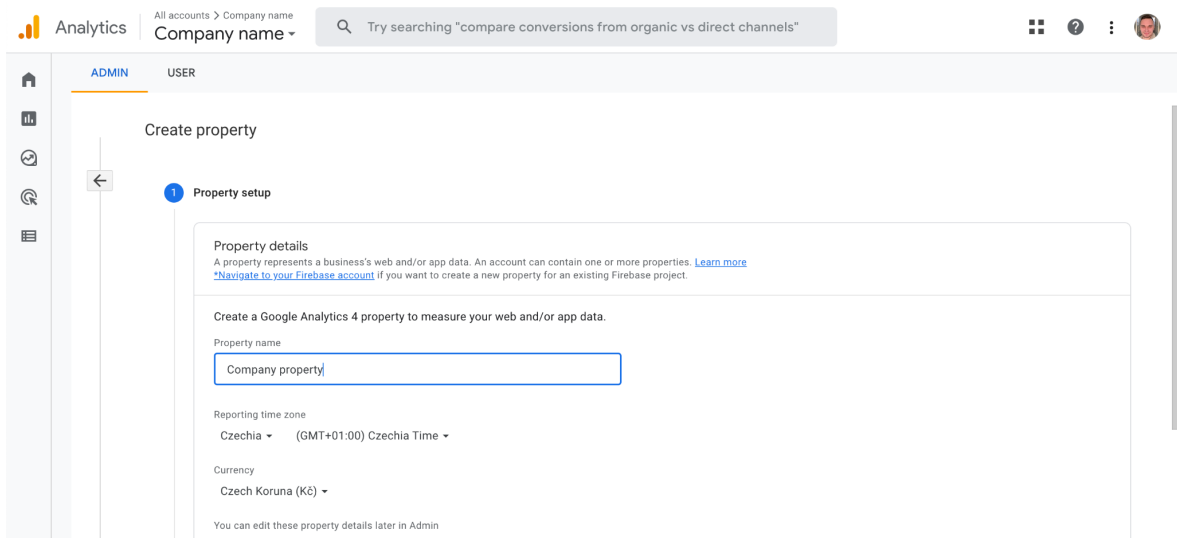 Analytics
All accounts > Company name
Company name
Try searching "compare conversions from organic vs direct channels"
ADMIN USER
Create property
1 Property setup
Property details
A property represents a business's web and/or app data. An account can contain one or more properties. Learn more
*Navigate to your Firebase account if you want to create a new property for an existing Firebase project.
Create a Google Analytics 4 property to measure your web and/or app data.
Property name
Company property
Reporting time zone
Czechia (GMT+01:00) Czechia Time
Currency
Czech Koruna (Kč)
You can edit these property details later in Admin